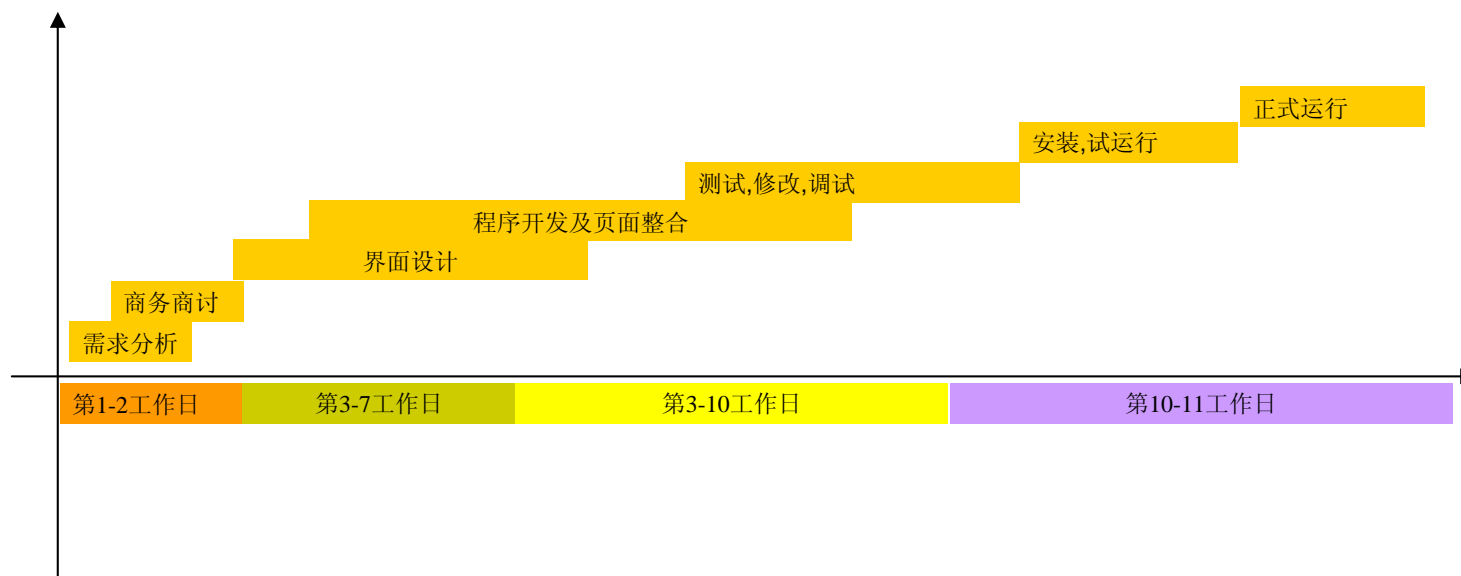 正式运行
安装,试运行
测试,修改,调试
程序开发及页面整合
界面设计
商务商讨
需求分析
第1-2工作日 第3-7工作日 第3-10工作日 第10-11工作日